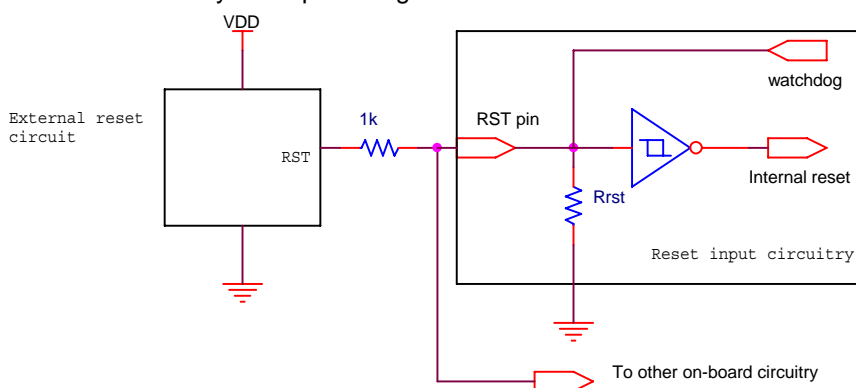 VDD
External reset
circuit
RST
1k
RST pin
watchdog
Internal reset
Rrst
Reset input circuitry
To other on-board circuitry